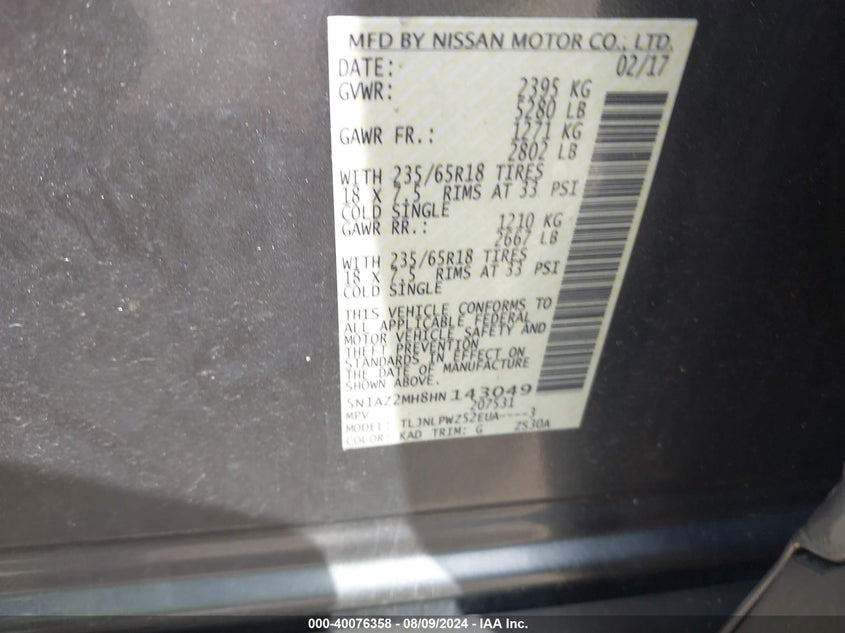 MFD BY NISSAN MOTOR CO., LTD.
DATE: 02/17
GVWR: 2395 KG
5280 LB
GAWR FR.: 1271 KG
2802 LB
WITH 235/65R18 TIRES
18 X 7.5 RIMS AT 33 PSI
COLD SINGLE
GAWR RR.: 1210 KG
2667 LB
WITH 235/65R18 TIRES
18 X 7.5 RIMS AT 33 PSI
COLD SINGLE
THIS VEHICLE CONFORMS TO
ALL APPLICABLE FEDERAL
MOTOR VEHICLE SAFETY AND
THEFT PREVENTION
STANDARDS IN EFFECT ON
THE DATE OF MANUFACTURE
SHOWN ABOVE.
5N1AZ2MH8HN143049
MPV 207531
MODEL: TLJNLPWZ52EUA----3
COLOR: KAD TRIM: G Z530A
000-40076358 - 08/09/2024 - IAA Inc.